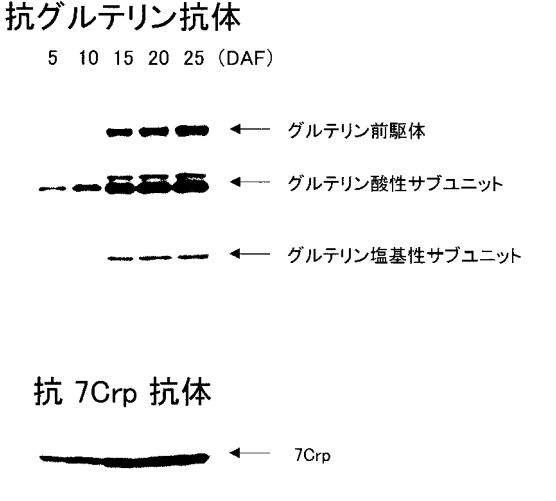 抗グルテリン抗体
5 10 15 20 25 (DAF)
グルテリン前駆体
グルテリン酸性サブユニット
グルテリン塩基性サブユニット
抗 7Crp 抗体
7Crp